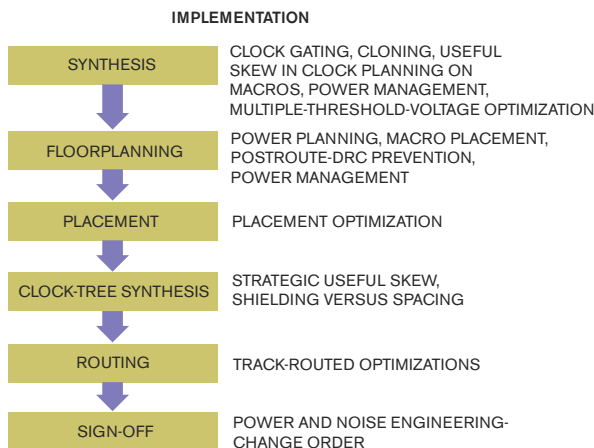 IMPLEMENTATION
SYNTHESIS
CLOCK GATING, CLONING, USEFUL
SKEW IN CLOCK PLANNING ON
MACROS, POWER MANAGEMENT,
MULTIPLE-THRESHOLD-VOLTAGE OPTIMIZATION
FLOORPLANNING
POWER PLANNING, MACRO PLACEMENT,
POSTROUTE-DRC PREVENTION,
POWER MANAGEMENT
PLACEMENT
PLACEMENT OPTIMIZATION
CLOCK-TREE SYNTHESIS
STRATEGIC USEFUL SKEW,
SHIELDING VERSUS SPACING
ROUTING
TRACK-ROUTED OPTIMIZATIONS
SIGN-OFF
POWER AND NOISE ENGINEERING-
CHANGE ORDER